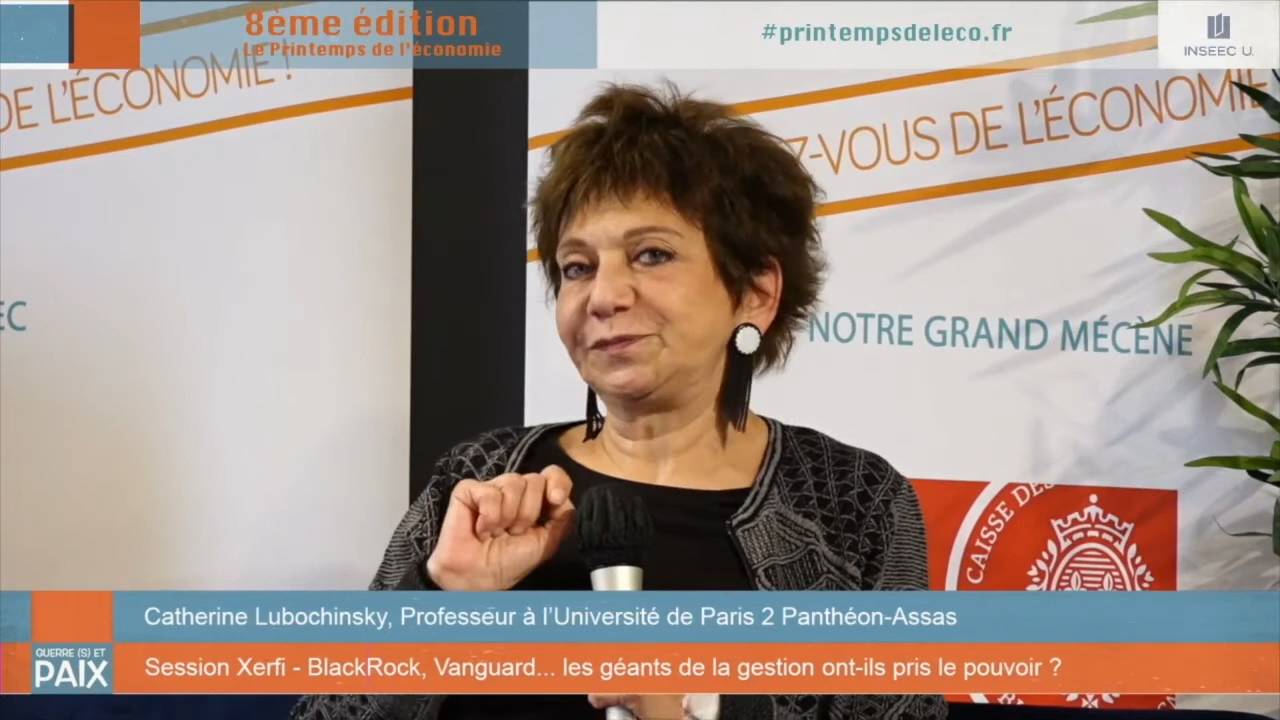 8ème édition
Le Printemps de l'économie
#printempsdeleco.fr
INSEEC U.
DE L'ÉCONOMIE !
Z-VOUS DE L'ÉCONOMIE
EC
NOTRE GRAND MÉCÈNE
CAISSE DES
Catherine Lubochinsky, Professeur à l'Université de Paris 2 Panthéon-Assas
GUERRE (S) ET
PAIX
Session Xerfi - BlackRock, Vanguard... les géants de la gestion ont-ils pris le pouvoir ?